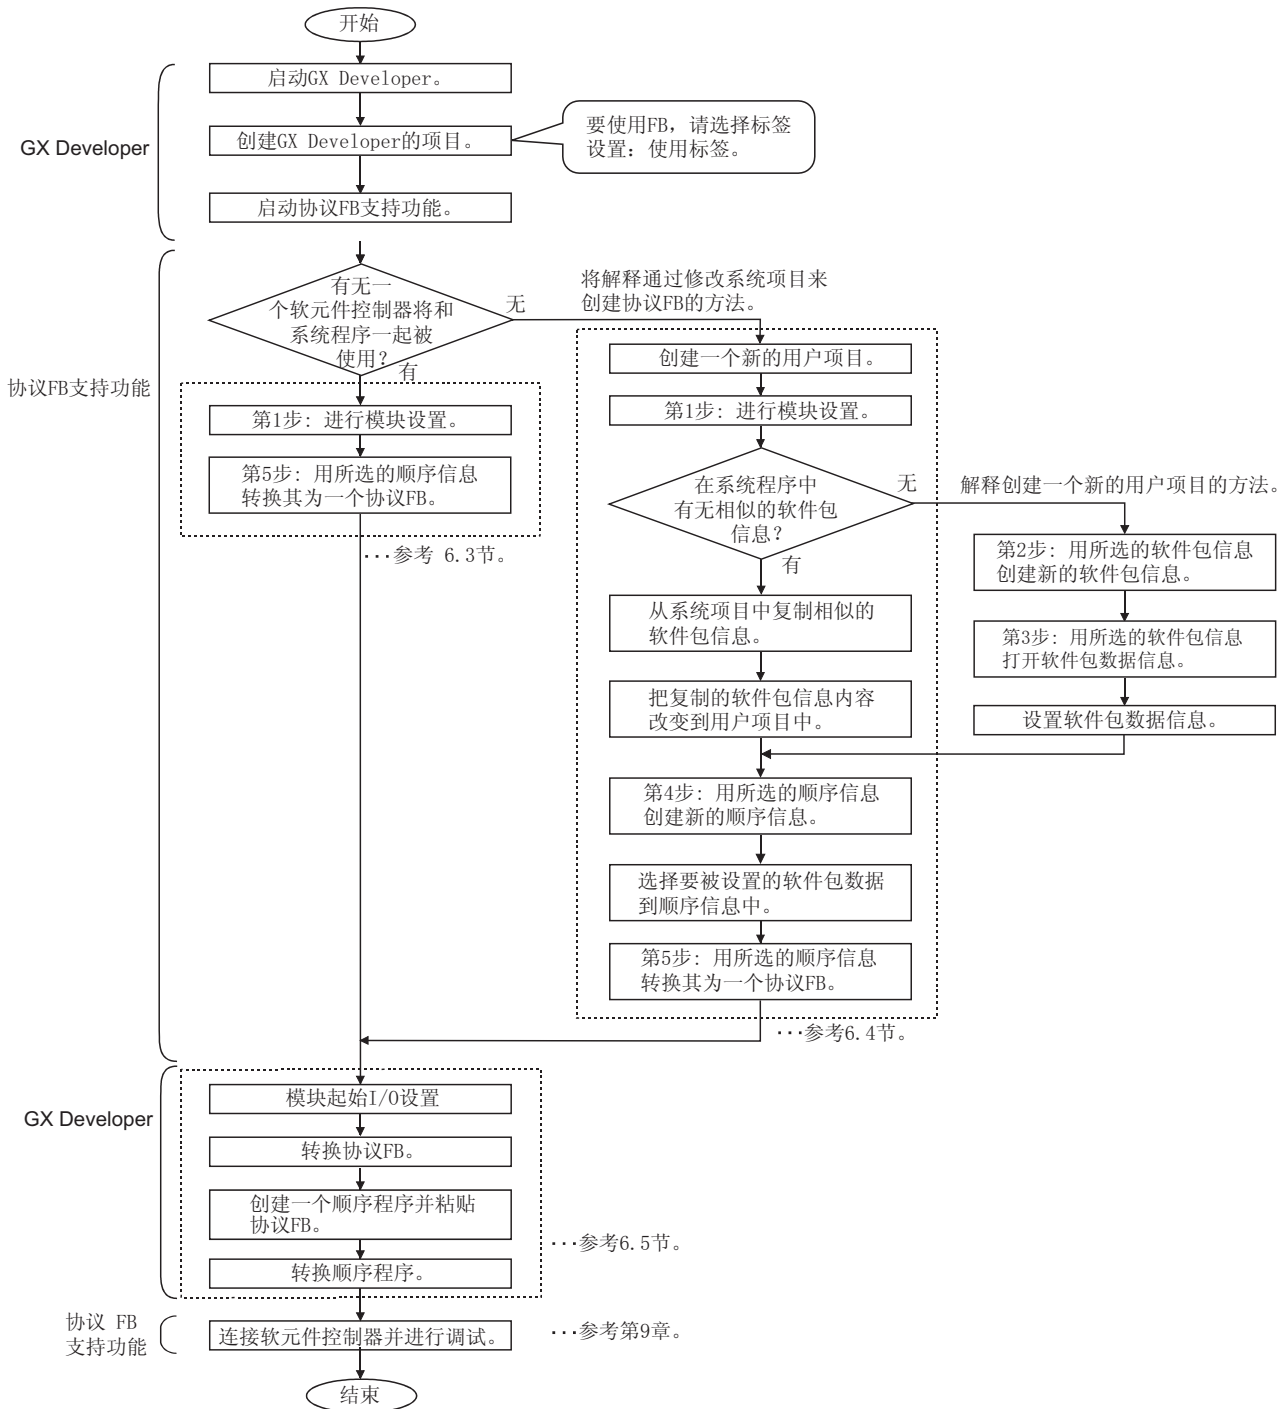 开始
启动GX Developer。
GX Developer
创建GX Developer的项目。
要使用FB，请选择标签
设置：使用标签。
启动协议FB支持功能。
协议FB支持功能
有无一
个软元件控制器将和
系统程序一起被
使用？
无
有
将解释通过修改系统项目来
创建协议FB的方法。
第1步: 进行模块设置。
第5步: 用所选的顺序信息
转换其为一个协议FB。
···参考 6.3节。
创建一个新的用户项目。
第1步: 进行模块设置。
在系统程序中
有无相似的软件包
信息？
无
有
解释创建一个新的用户项目的方法。
第2步: 用所选的软件包信息
创建新的软件包信息。
第3步: 用所选的软件包信息
打开软件包数据信息。
设置软件包数据信息。
从系统项目中复制相似的
软件包信息。
把复制的软件包信息内容
改变到用户项目中。
第4步: 用所选的顺序信息
创建新的顺序信息。
选择要被设置的软件包数据
到顺序信息中。
第5步: 用所选的顺序信息
转换其为一个协议FB。
···参考6.4节。
GX Developer
模块起始I/O设置
转换协议FB。
创建一个顺序程序并粘贴
协议FB。
转换顺序程序。
···参考6.5节。
协议 FB
支持功能
连接软元件控制器并进行调试。
···参考第9章。
结束